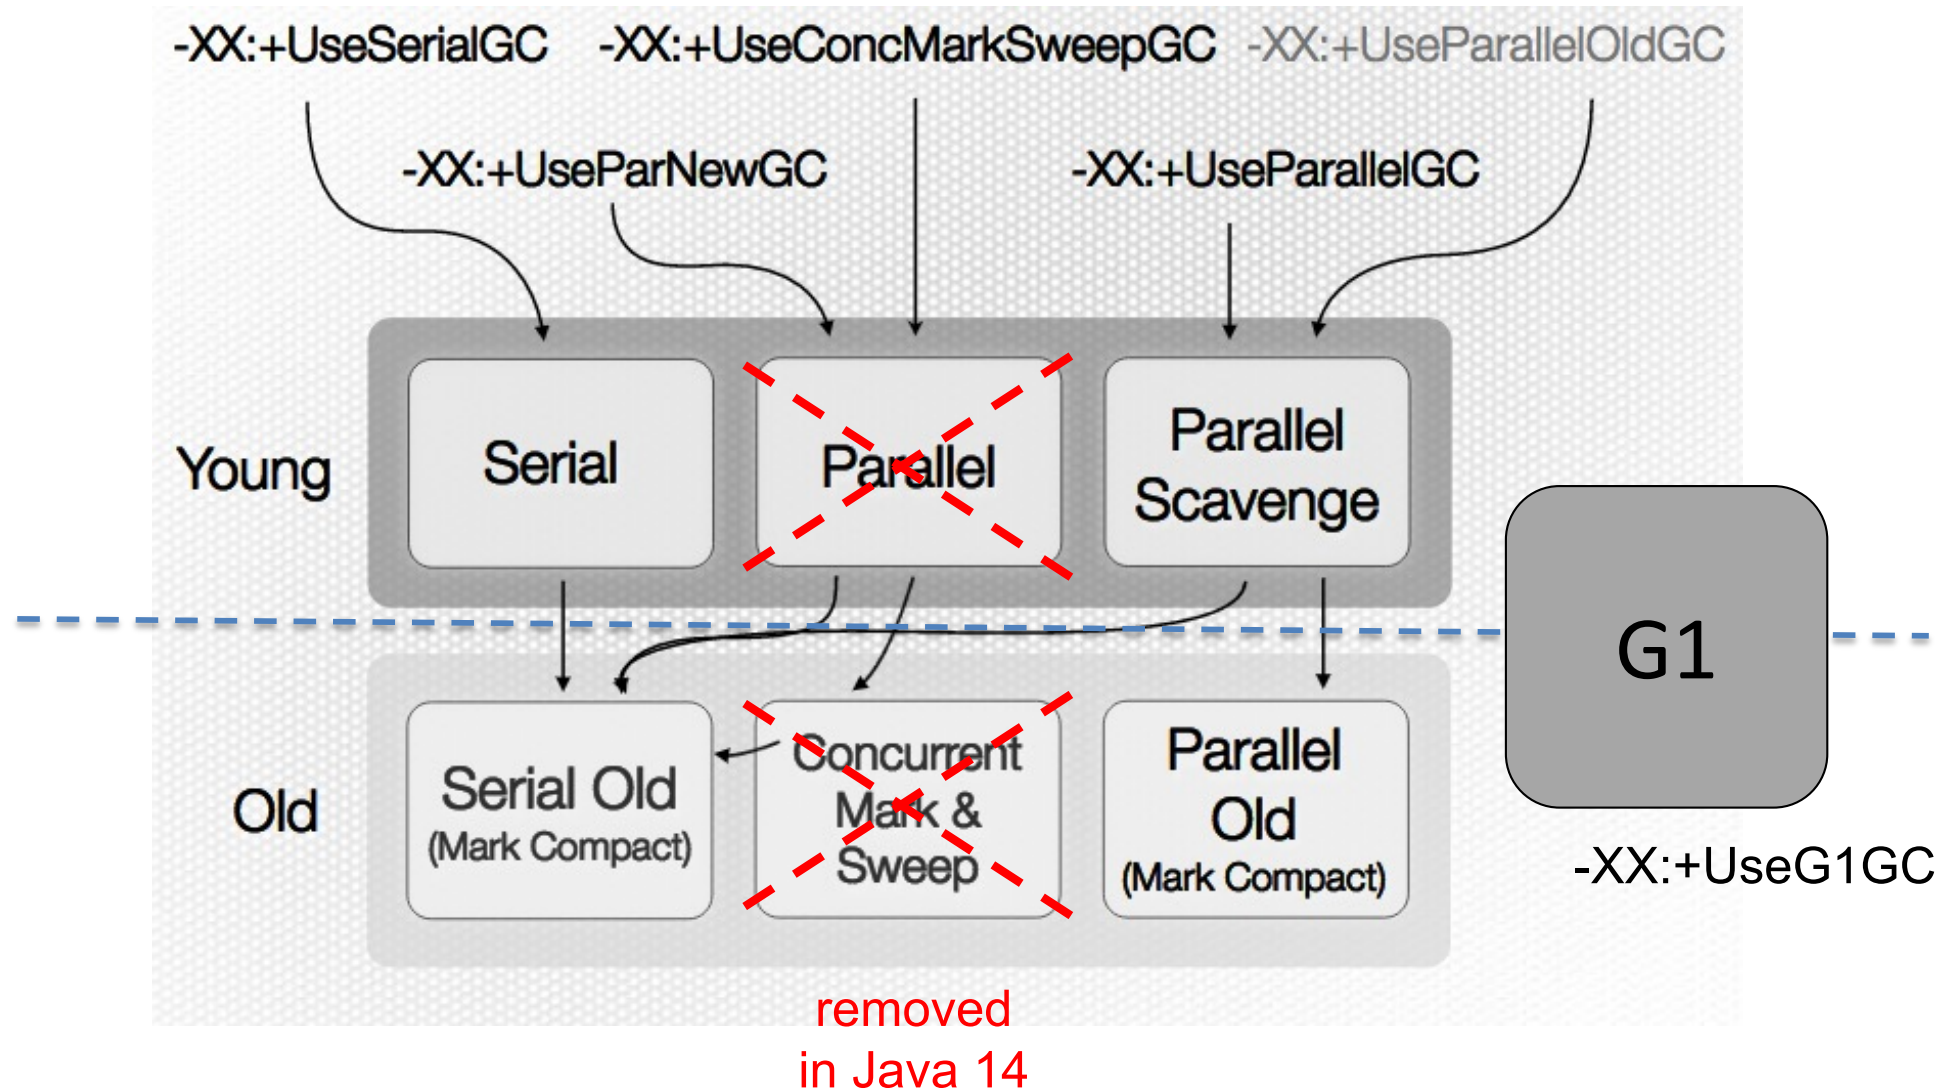 -XX:+UseSerialGC
-XX:+UseConcMarkSweepGC
-XX:+UseParallelOldGC
-XX:+UseParNewGC
-XX:+UseParallelGC
Young
Serial
Parallel
Parallel
Scavenge
G1
Old
Serial Old
(Mark Compact)
Concurrent
Mark &
Sweep
Parallel
Old
(Mark Compact)
-XX:+UseG1GC
removed
in Java 14